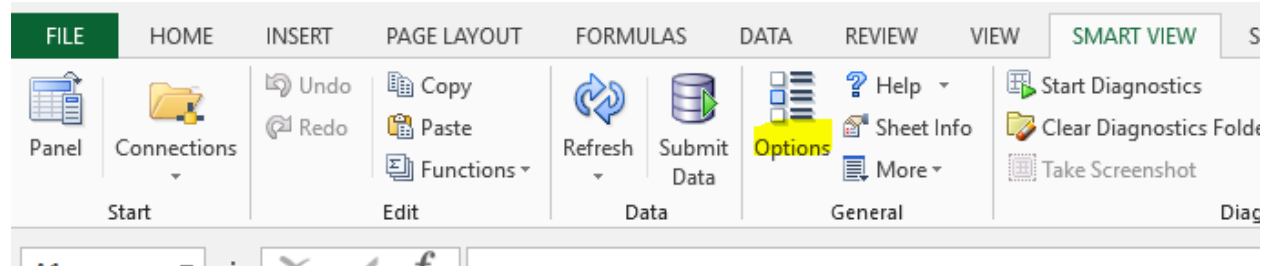 FILE HOME INSERT PAGE LAYOUT FORMULAS DATA REVIEW VIEW SMART VIEW S
Panel
Connections
Undo
Redo
Copy
Paste
Functions
Refresh
Submit
Data
Options
Help
Sheet Info
More
Start Diagnostics
Clear Diagnostics Folde
Take Screenshot
Start Edit Data General Diag